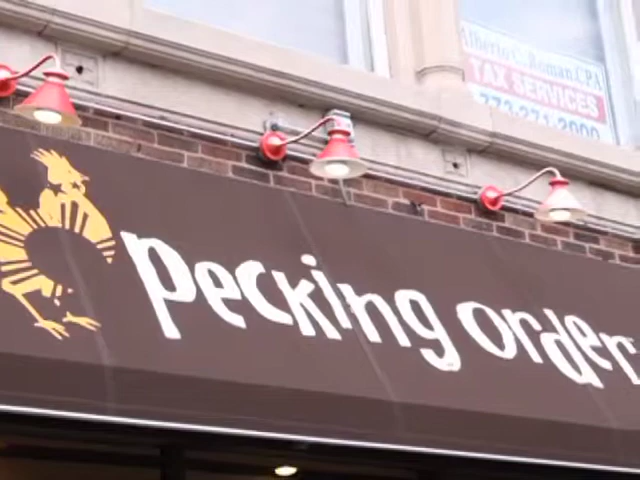 Alberto C. Roman, CPA
TAX SERVICES
773-271-2000
pecking order